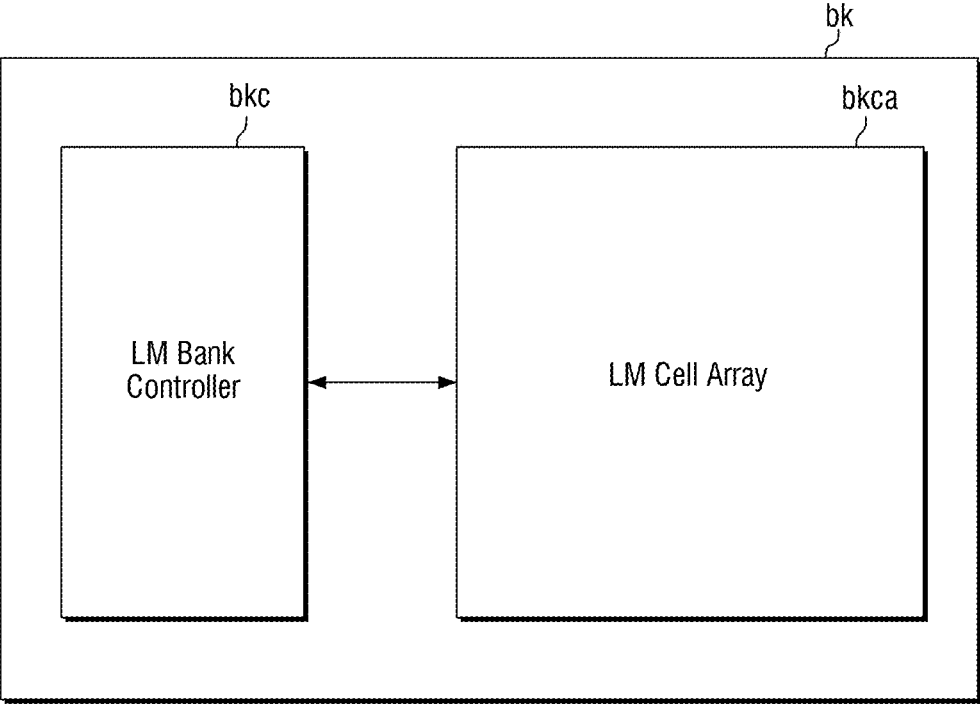 bk
bkc
bkca
LM Bank
Controller
LM Cell Array